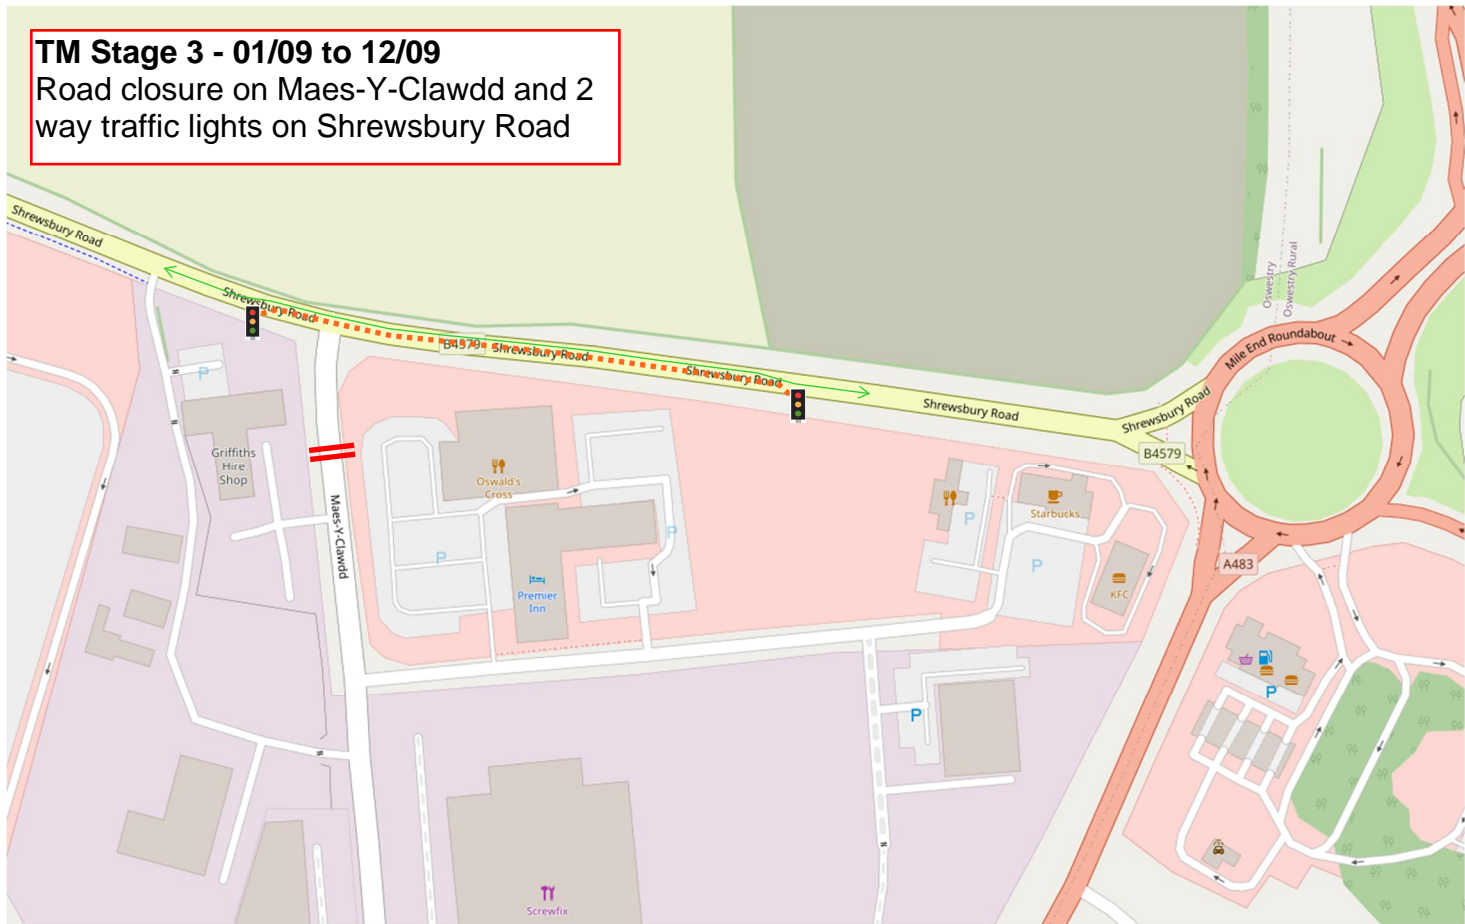 TM Stage 3 - 01/09 to 12/09
Road closure on Maes-Y-Clawdd and 2
way traffic lights on Shrewsbury Road
Shrewsbury Road
Shrewsbury Road
B4579
Shrewsbury Road
Shrewsbury Road
Shrewsbury Road
Shrewsbury Road
B4579
Mile End Roundabout
Oswestry
Oswestry Rural
A483
P
Griffiths
Hire
Shop
Maes-Y-Clawdd
Oswald's
Cross
P
P
Premier
Inn
P
Starbucks
P
KFC
P
P
Screwfix